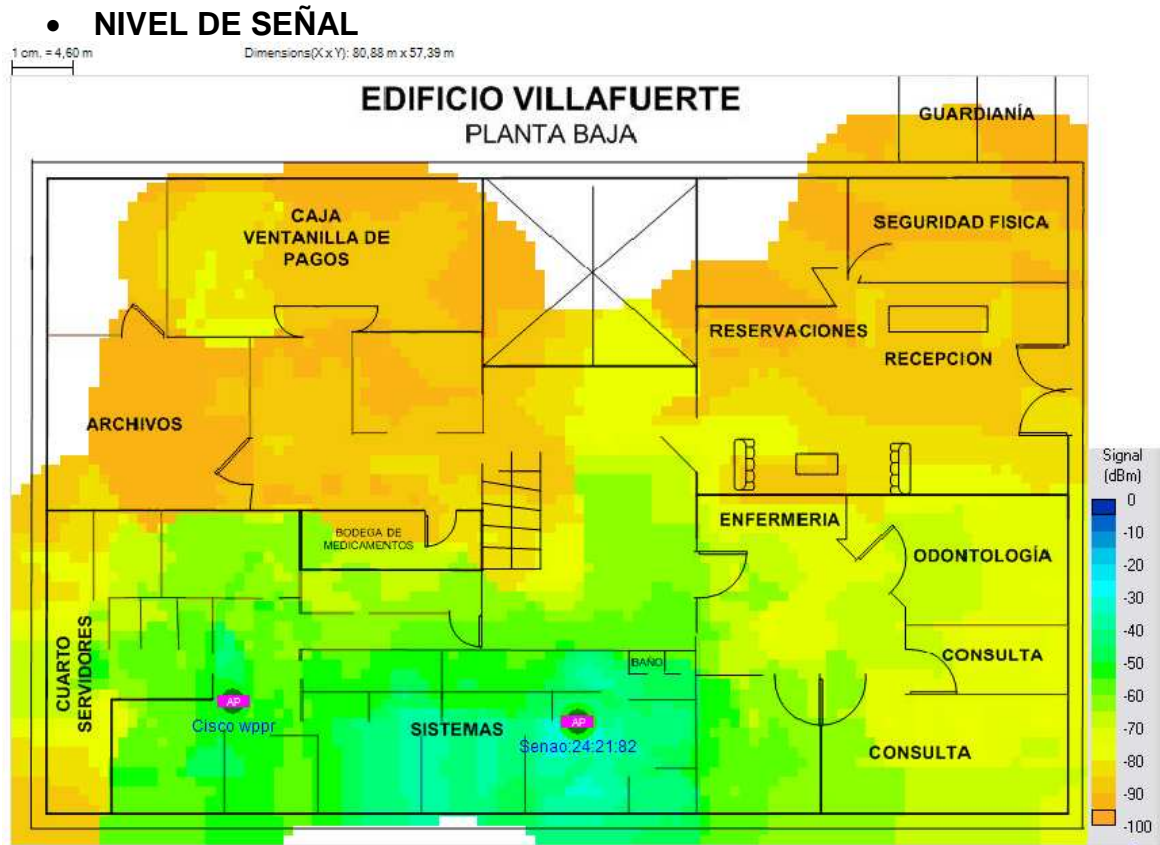 • NIVEL DE SEÑAL
1 cm. = 4,60 m
Dimensions(X x Y): 80,88 m x 57,39 m
EDIFICIO VILLAFUERTE
PLANTA BAJA
GUARDIANÍA
CAJA
VENTANILLA DE
PAGOS
SEGURIDAD FISICA
RESERVACIONES
RECEPCION
ARCHIVOS
BODEGA DE
MEDICAMENTOS
ENFERMERIA
ODONTOLOGÍA
CUARTO
SERVIDORES
BAÑO
CONSULTA
AP
Cisco wppr
SISTEMAS
AP
Senao:24:21:82
CONSULTA
Signal
(dBm)
0
-10
-20
-30
-40
-50
-60
-70
-80
-90
-100